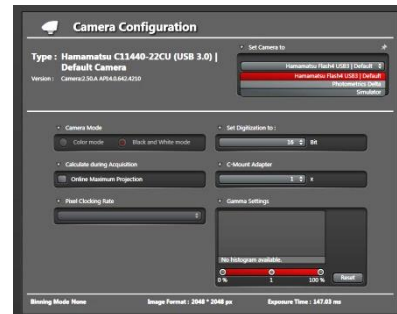 Camera Configuration
Type : Hamamatsu C11440-22CU (USB 3.0) |
Default Camera
Version : Camera:2.50.A API:4.0.642.4210
Set Camera to
Hamamatsu Flash4 USB3 | Default
Hamamatsu Flash4 USB3 | Default
Photometrics Delta
Simulator
Camera Mode
Color mode
Black and White mode
Set Digitization to :
16 Bit
Calculate during Acquisition
Online Maximum Projection
C-Mount Adapter
1 x
Pixel Clocking Rate
Gamma Settings
No histogram available.
0 % 1 100 %
Reset
Binning Mode None Image Format : 2048 * 2048 px Exposure Time : 147.03 ms